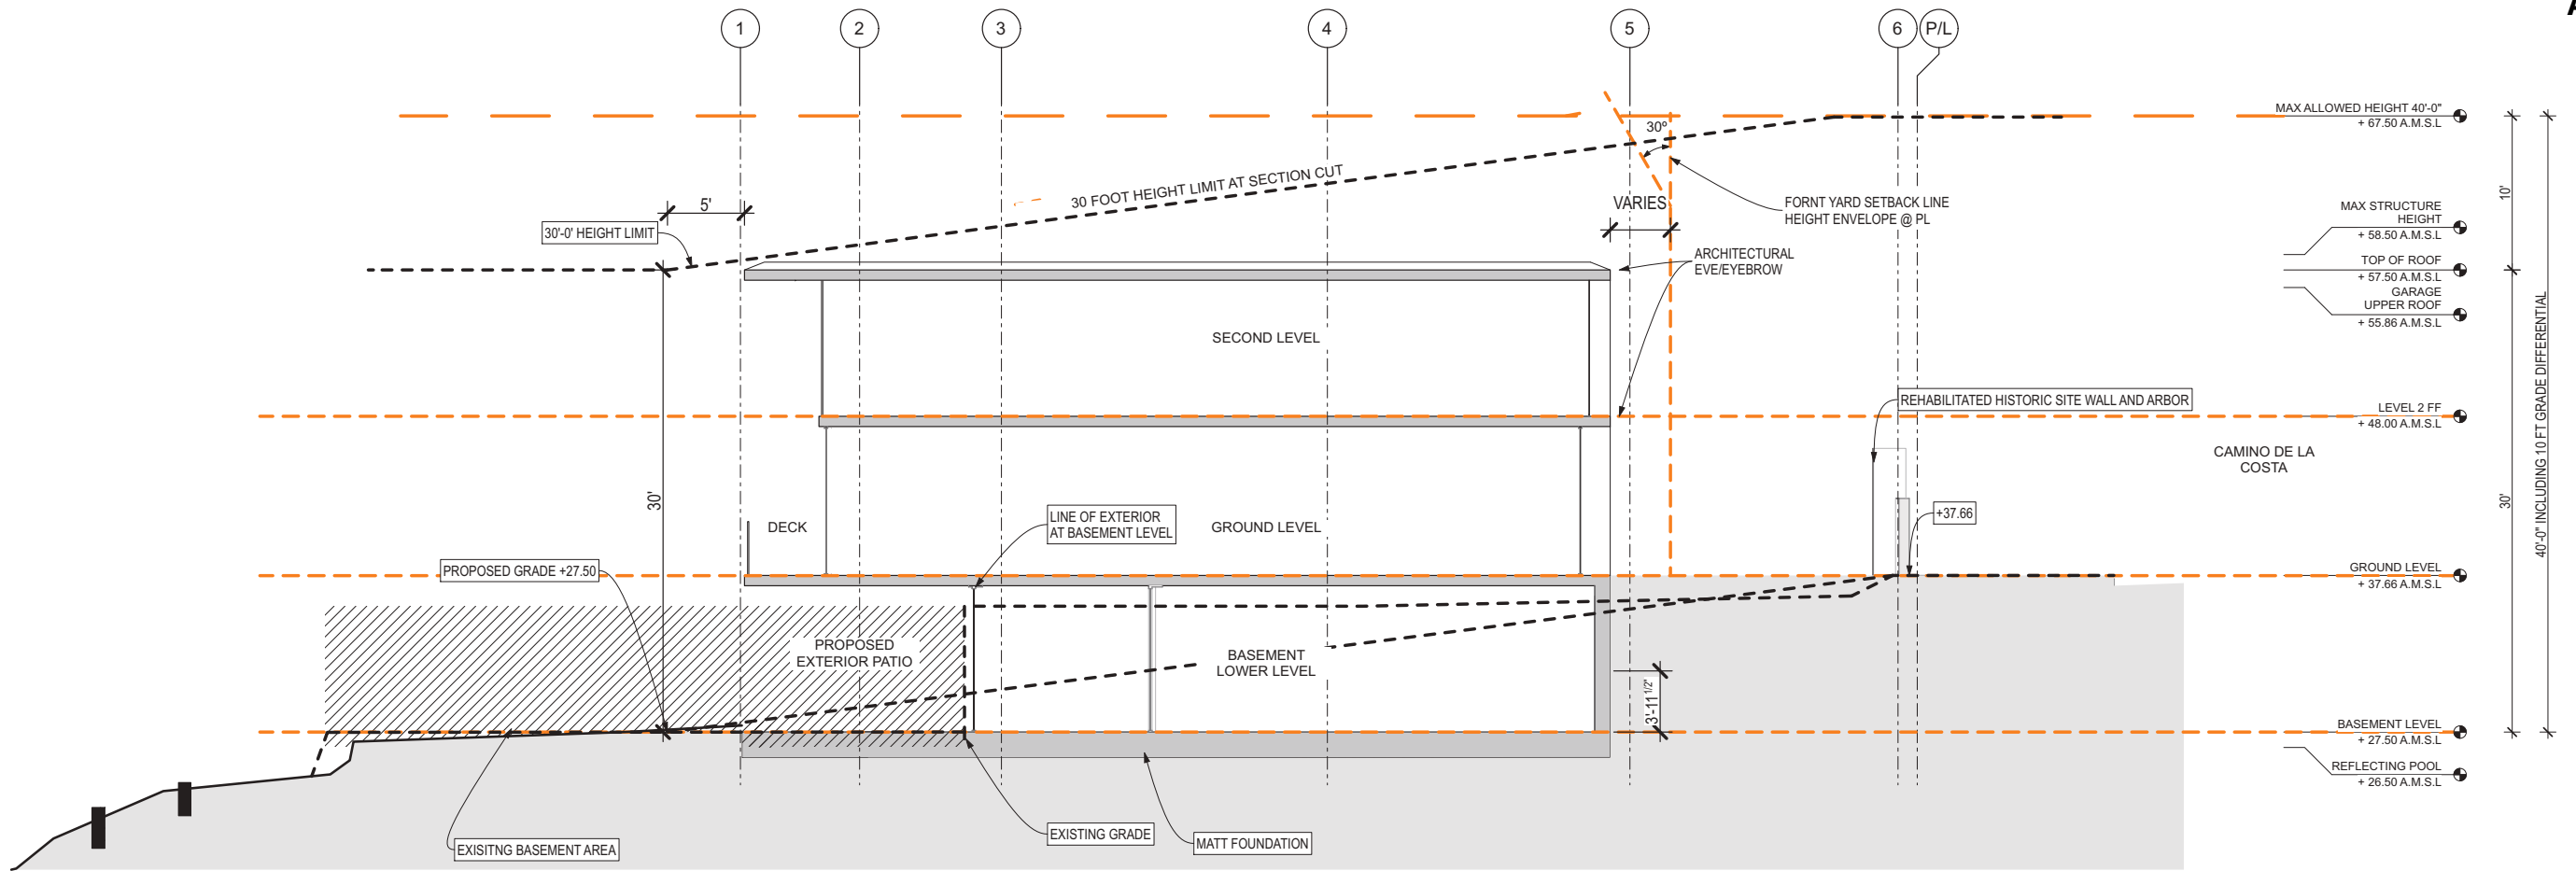 1
2
3
4
5
6
P/L
MAX ALLOWED HEIGHT 40'-0"
+ 67.50 A.M.S.L
30º
30 FOOT HEIGHT LIMIT AT SECTION CUT
5'
VARIES
FORNT YARD SETBACK LINE
HEIGHT ENVELOPE @ PL
10'
30'-0' HEIGHT LIMIT
MAX STRUCTURE
HEIGHT
+ 58.50 A.M.S.L
ARCHITECTURAL
EVE/EYEBROW
TOP OF ROOF
+ 57.50 A.M.S.L
GARAGE
UPPER ROOF
+ 55.86 A.M.S.L
SECOND LEVEL
REHABILITATED HISTORIC SITE WALL AND ARBOR
LEVEL 2 FF
+ 48.00 A.M.S.L
CAMINO DE LA
COSTA
40'-0" INCLUDING 10 FT GRADE DIFFERENTIAL
30'
30'
DECK
LINE OF EXTERIOR
AT BASEMENT LEVEL
GROUND LEVEL
+37.66
PROPOSED GRADE +27.50
GROUND LEVEL
+ 37.66 A.M.S.L
PROPOSED
EXTERIOR PATIO
BASEMENT
LOWER LEVEL
3'-11 1/2"
BASEMENT LEVEL
+ 27.50 A.M.S.L
REFLECTING POOL
+ 26.50 A.M.S.L
EXISTING GRADE
MATT FOUNDATION
EXISITNG BASEMENT AREA